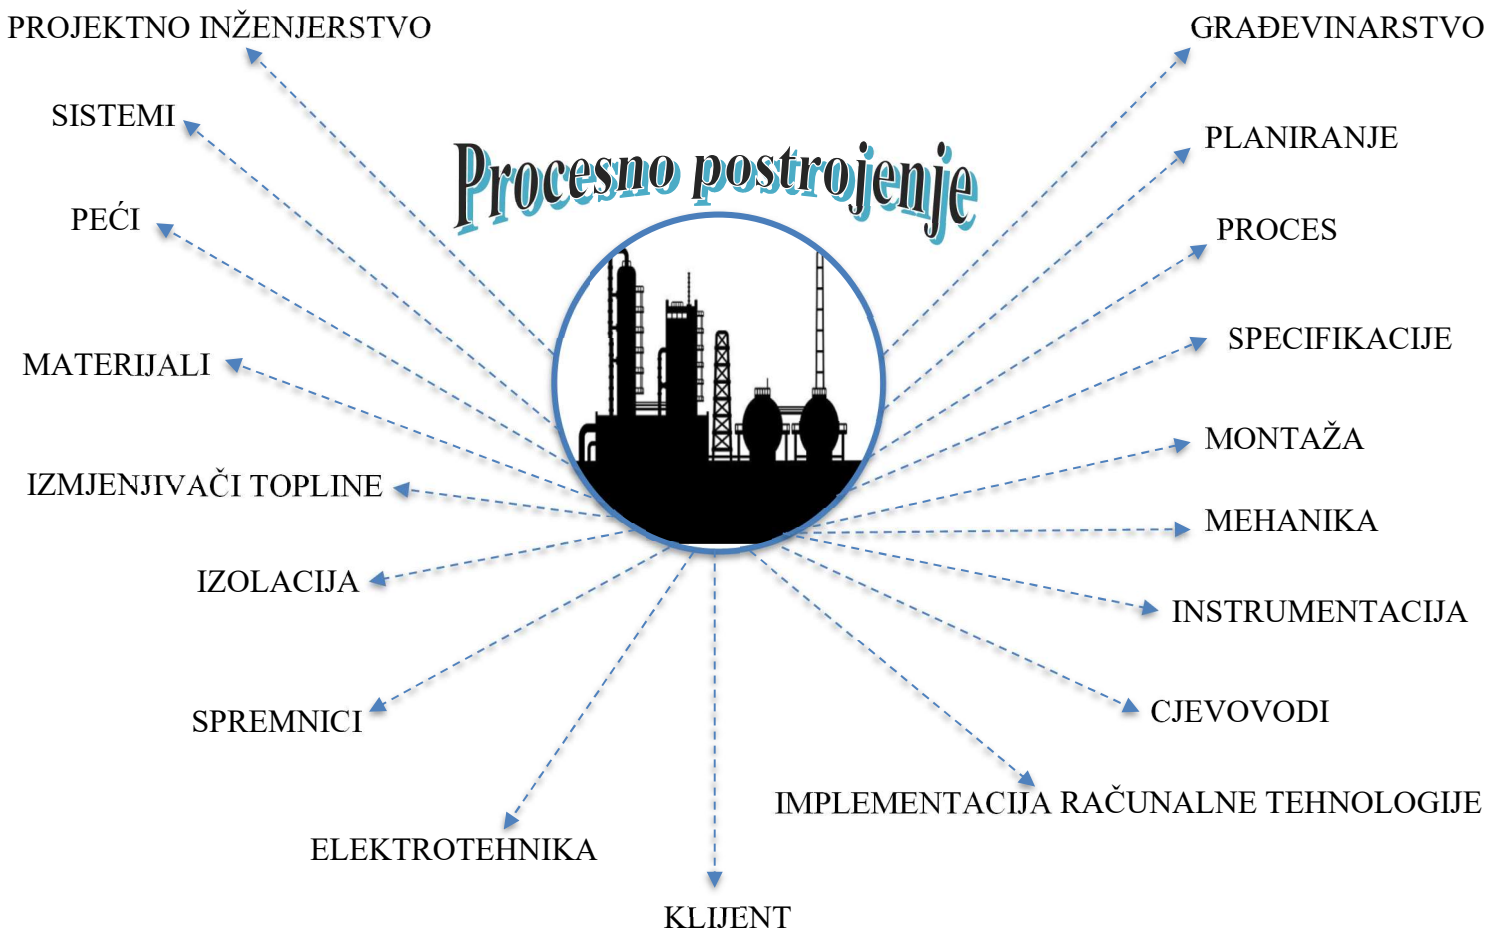 PROJEKTNO INŽENJERSTVO
GRAĐEVINARSTVO
SISTEMI
PLANIRANJE
Procesno postrojenje
PEĆI
PROCES
SPECIFIKACIJE
MATERIJALI
MONTAŽA
IZMJENJIVAČI TOPLINE
MEHANIKA
IZOLACIJA
INSTRUMENTACIJA
SPREMNICI
CJEVOVODI
IMPLEMENTACIJA RAČUNALNE TEHNOLOGIJE
ELEKTROTEHNIKA
KLIJENT